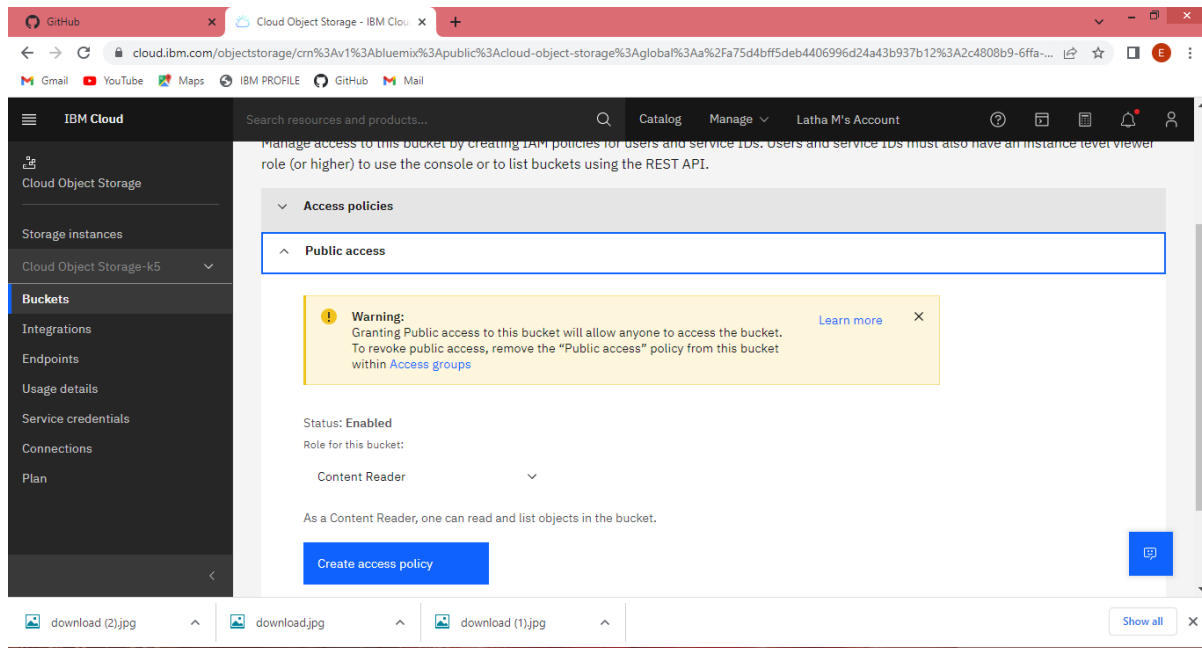 GitHub
Cloud Object Storage - IBM Clou
cloud.ibm.com/objectstorage/crn%3Av1%3Abluemix%3Apublic%3Acloud-object-storage%3Aglobal%3Aa%2Fa75d4bff5deb4406996d24a43b937b12%3A2c4808b9-6ffa-...
E
Gmail YouTube Maps IBM PROFILE GitHub Mail
IBM Cloud
Search resources and products...
Catalog Manage Latha M's Account
Cloud Object Storage
Storage instances
Cloud Object Storage-k5
Buckets
Integrations
Endpoints
Usage details
Service credentials
Connections
Plan
Manage access to this bucket by creating IAM policies for users and service IDs. Users and service IDs must also have an instance level viewer
role (or higher) to use the console or to list buckets using the REST API.
Access policies
Public access
Warning:
Granting Public access to this bucket will allow anyone to access the bucket.
To revoke public access, remove the “Public access” policy from this bucket
within Access groups
Learn more
Status: Enabled
Role for this bucket:
Content Reader
As a Content Reader, one can read and list objects in the bucket.
Create access policy
download (2).jpg
download.jpg
download (1).jpg
Show all